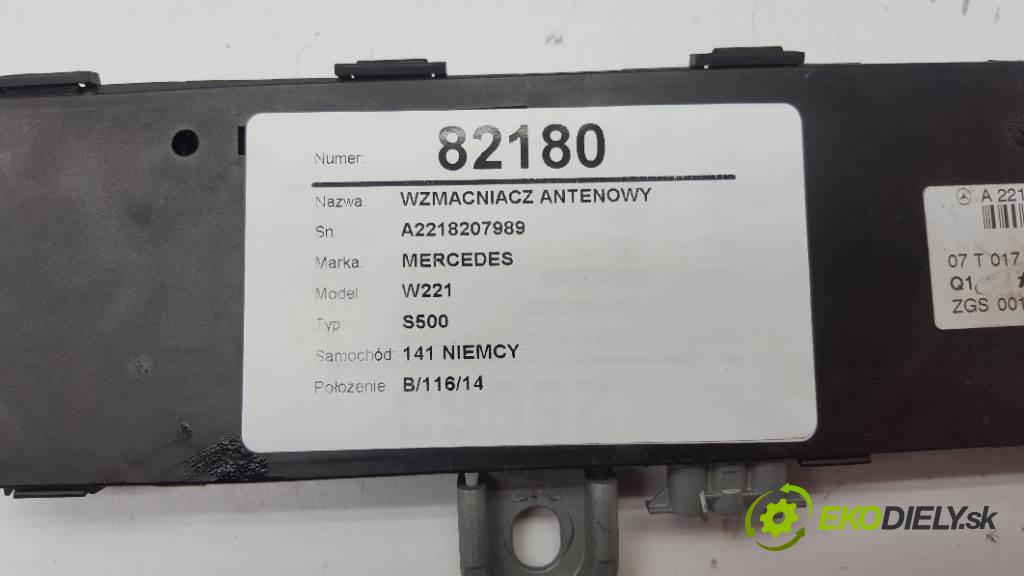 Numer: 82180
Nazwa: WZMACNIACZ ANTENOWY
Sn: A2218207989
Marka: MERCEDES
Model W221
Typ: S500
Samochód: 141 NIEMCY
Położenie: B/116/14
A 221
07 T 017
Q1
ZGS 001
EKODIELY.sk